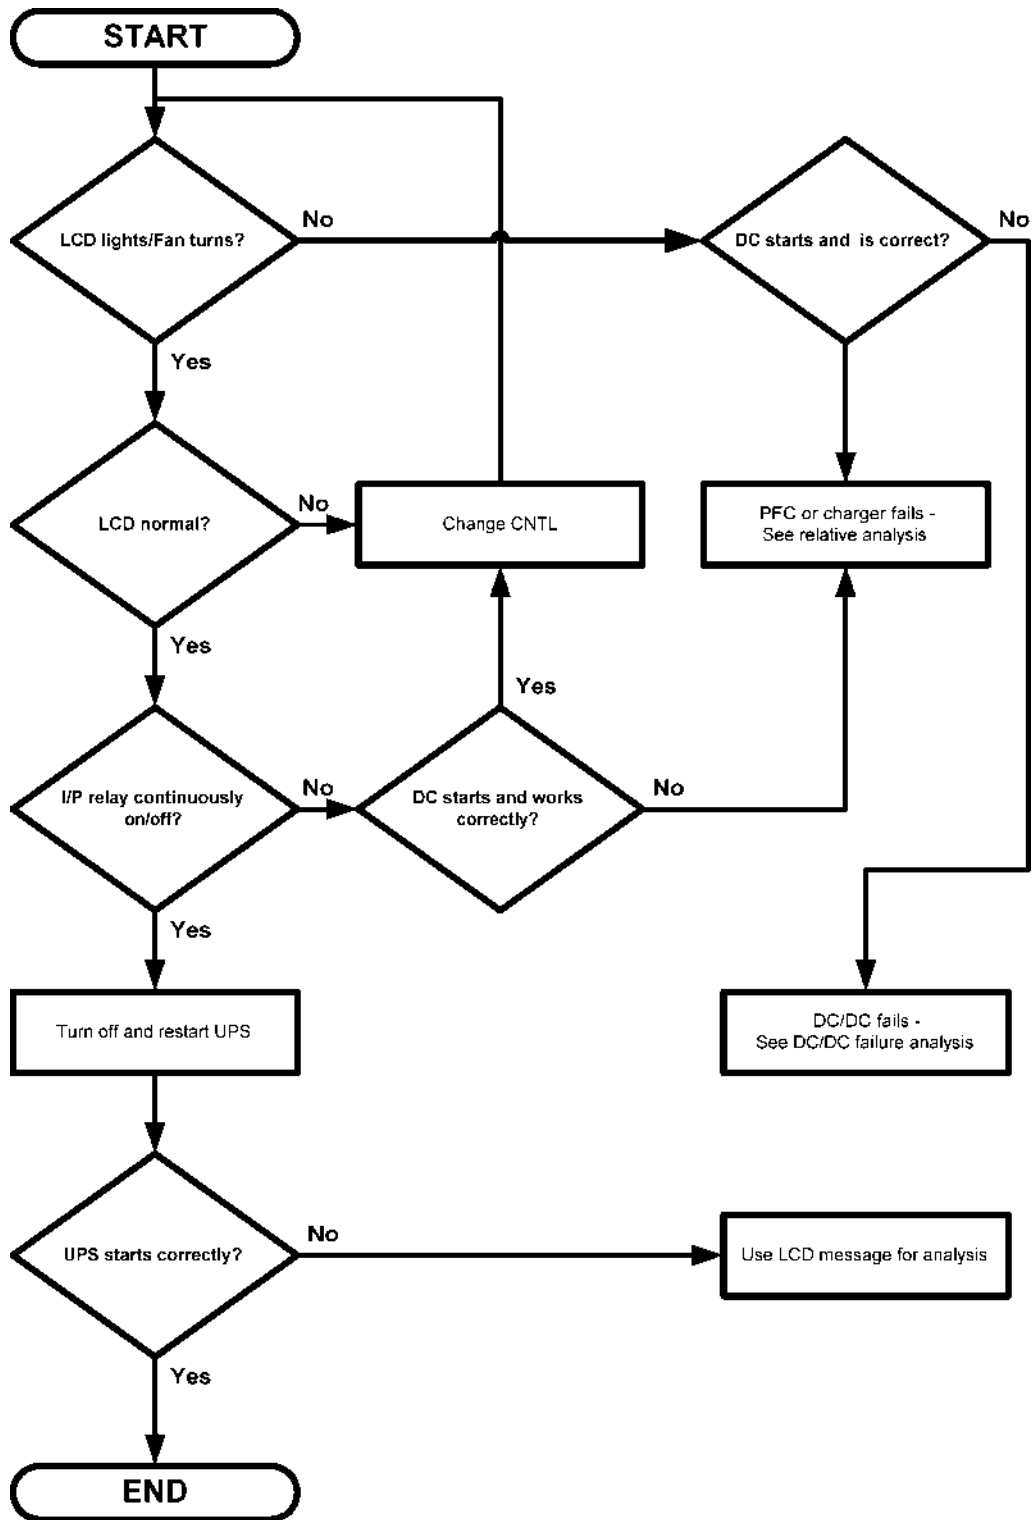 START
No
No
LCD lights/Fan turns?
DC starts and  is correct?
Yes
No
LCD normal?
Change CNTL
PFC or charger fails -
See relative analysis
Yes
Yes
I/P relay continuously
on/off?
No
DC starts and works
correctly?
No
Yes
Turn off and restart UPS
DC/DC fails -
See DC/DC failure analysis
No
UPS starts correctly?
Use LCD message for analysis
Yes
END